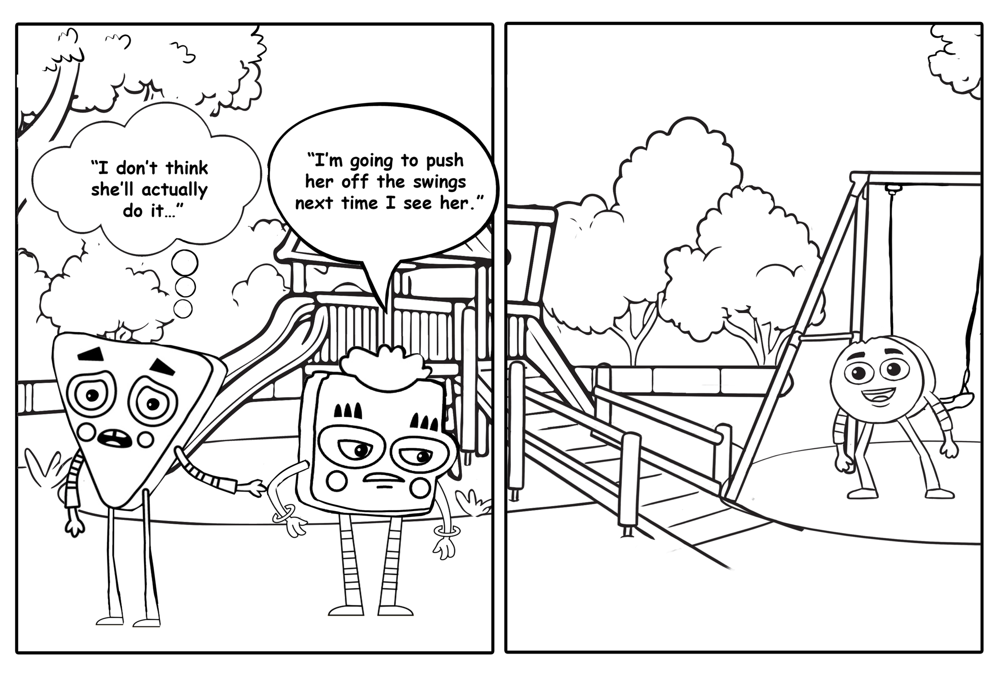 “I don’t think
she’ll actually
do it...”
“I’m going to push
her off the swings
next time I see her.”